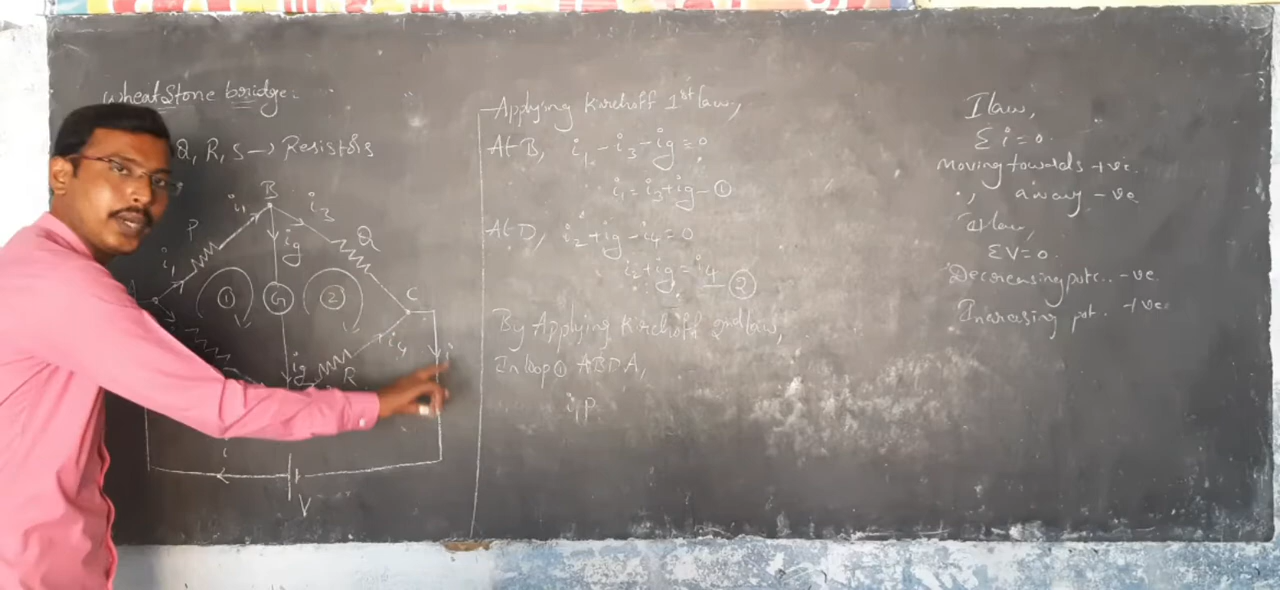 Wheatstone bridge:
Q, R, S → Resistors
B
i₁
i₃
P
Q
ig
i₁
1
G
2
C
i₄
ig
R
i
V
Applying Kirchoff 1st law,
At B, i₁ - i₃ - ig = 0
i₁ = i₃ + ig - ①
At D, i₂ + ig - i₄ = 0
i₂ + ig = i₄ - ②
By Applying Kirchoff 2nd law,
In loop ① ABDA,
i₁P
I law,
Σ i = 0.
moving towards +ve
,, away -ve
law,
ΣV = 0.
Decreasing pot. -ve
Increasing pot. +ve